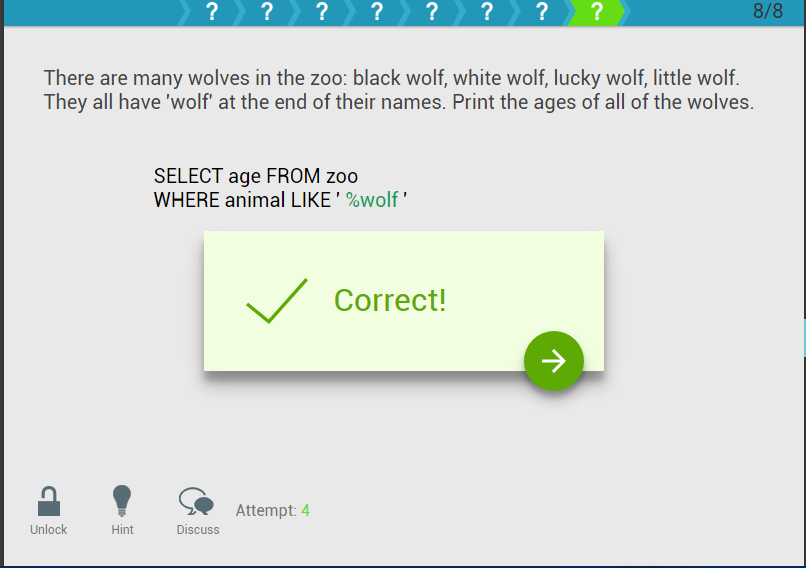 ? ? ? ? ? ? ? ? 8/8
There are many wolves in the zoo: black wolf, white wolf, lucky wolf, little wolf.
They all have 'wolf' at the end of their names. Print the ages of all of the wolves.
SELECT age FROM zoo
WHERE animal LIKE ' %wolf '
Correct!
Attempt: 4
Unlock Hint Discuss